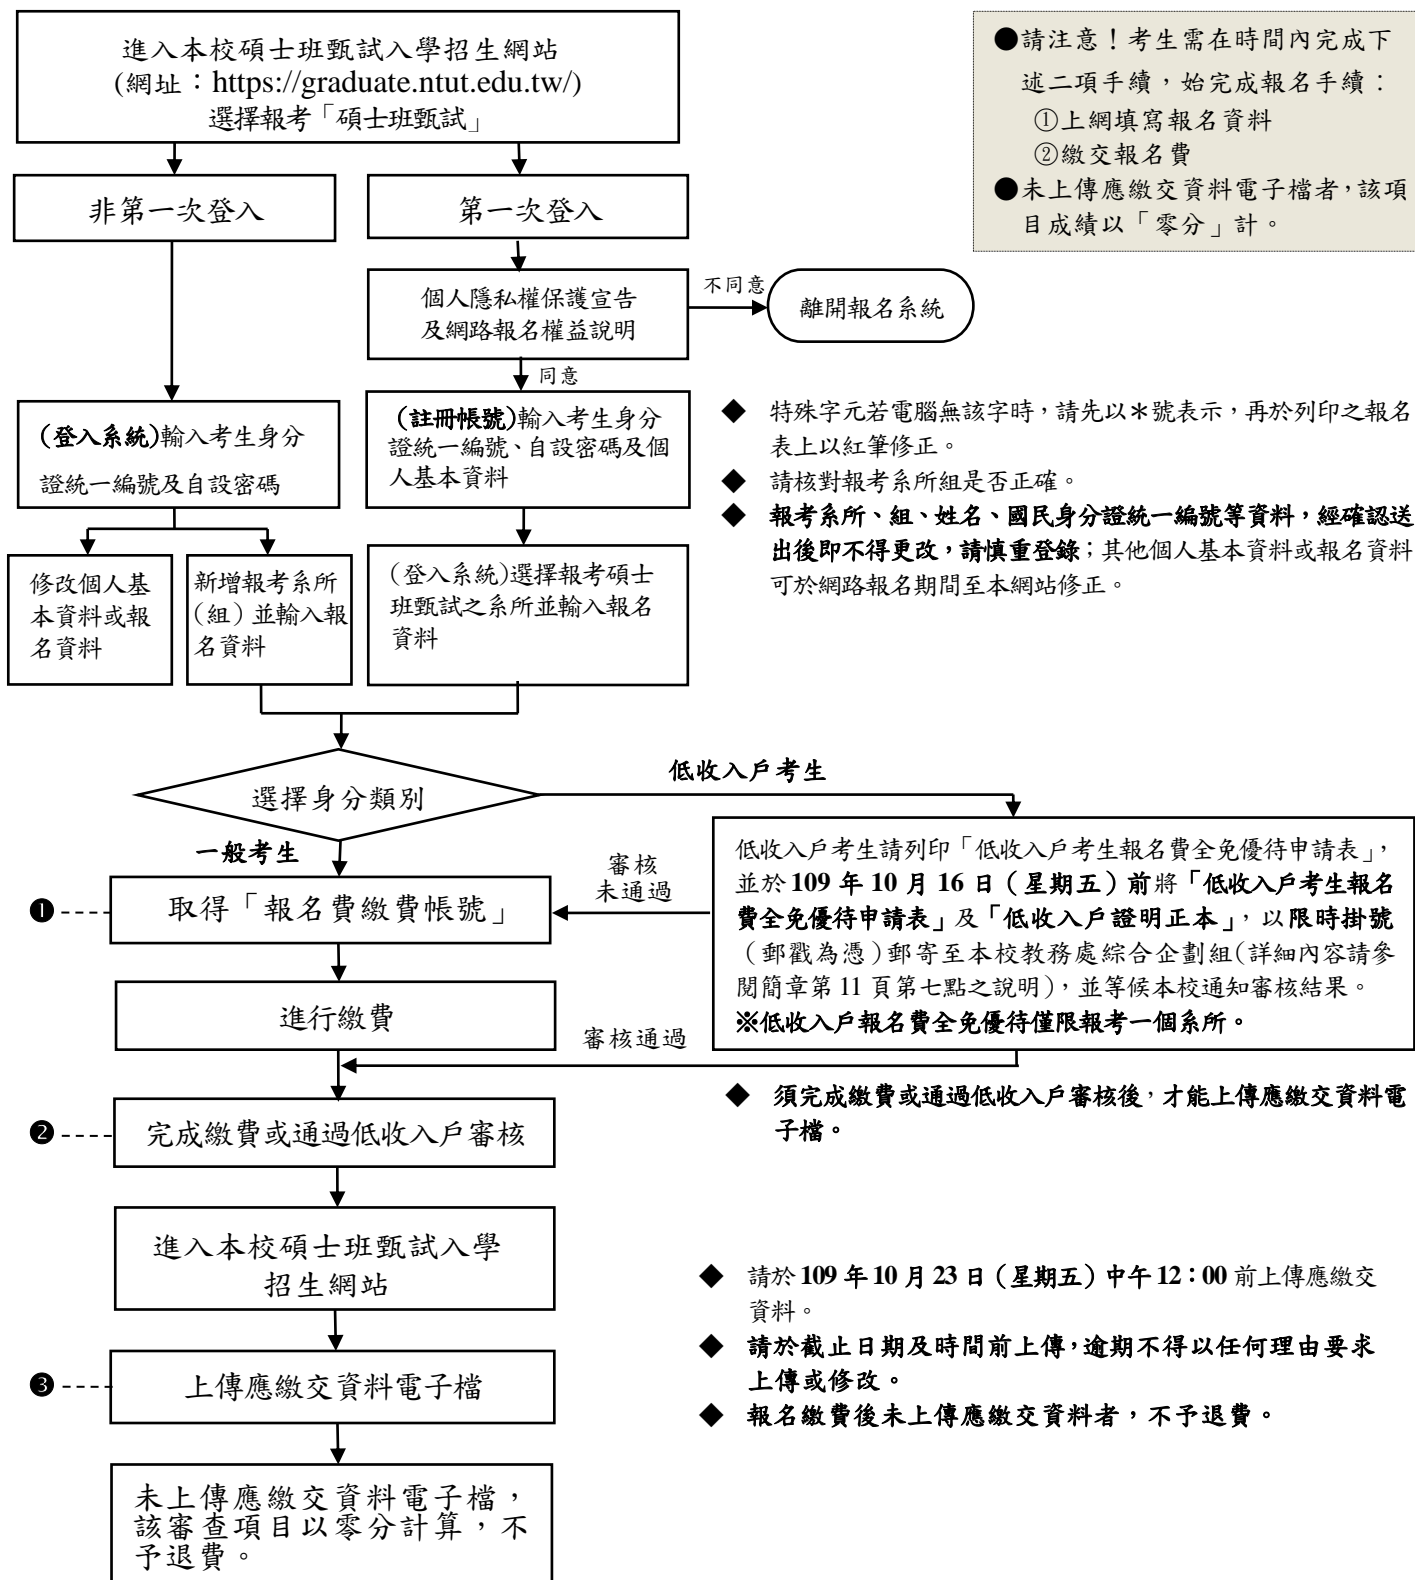 進入本校碩士班甄試入學招生網站
(網址：https://graduate.ntut.edu.tw/)
選擇報考「碩士班甄試」
●請注意！考生需在時間內完成下
述二項手續，始完成報名手續：
①上網填寫報名資料
②繳交報名費
●未上傳應繳交資料電子檔者，該項
目成績以「零分」計。
非第一次登入
第一次登入
個人隱私權保護宣告
及網路報名權益說明
不同意
離開報名系統
同意
(登入系統)輸入考生身分
證統一編號及自設密碼
(註冊帳號)輸入考生身分
證統一編號、自設密碼及個
人基本資料
◆ 特殊字元若電腦無該字時，請先以＊號表示，再於列印之報名
表上以紅筆修正。
◆ 請核對報考系所組是否正確。
◆ 報考系所、組、姓名、國民身分證統一編號等資料，經確認送
出後即不得更改，請慎重登錄；其他個人基本資料或報名資料
可於網路報名期間至本網站修正。
修改個人基
本資料或報
名資料
新增報考系所
（組）並輸入報
名資料
(登入系統)選擇報考碩士
班甄試之系所並輸入報名
資料
選擇身分類別
低收入戶考生
一般考生
低收入戶考生請列印「低收入戶考生報名費全免優待申請表」，
並於 109 年 10 月 16 日（星期五）前將「低收入戶考生報名
費全免優待申請表」及「低收入戶證明正本」，以限時掛號
（郵戳為憑）郵寄至本校教務處綜合企劃組(詳細內容請參
閱簡章第 11 頁第七點之說明)，並等候本校通知審核結果。
※低收入戶報名費全免優待僅限報考一個系所。
審核
未通過
❶
取得「報名費繳費帳號」
進行繳費
審核通過
◆ 須完成繳費或通過低收入戶審核後，才能上傳應繳交資料電
子檔。
❷
完成繳費或通過低收入戶審核
進入本校碩士班甄試入學
招生網站
◆ 請於 109 年 10 月 23 日（星期五）中午 12：00 前上傳應繳交
資料。
◆ 請於截止日期及時間前上傳，逾期不得以任何理由要求
上傳或修改。
◆ 報名繳費後未上傳應繳交資料者，不予退費。
❸
上傳應繳交資料電子檔
未上傳應繳交資料電子檔，
該審查項目以零分計算，不
予退費。